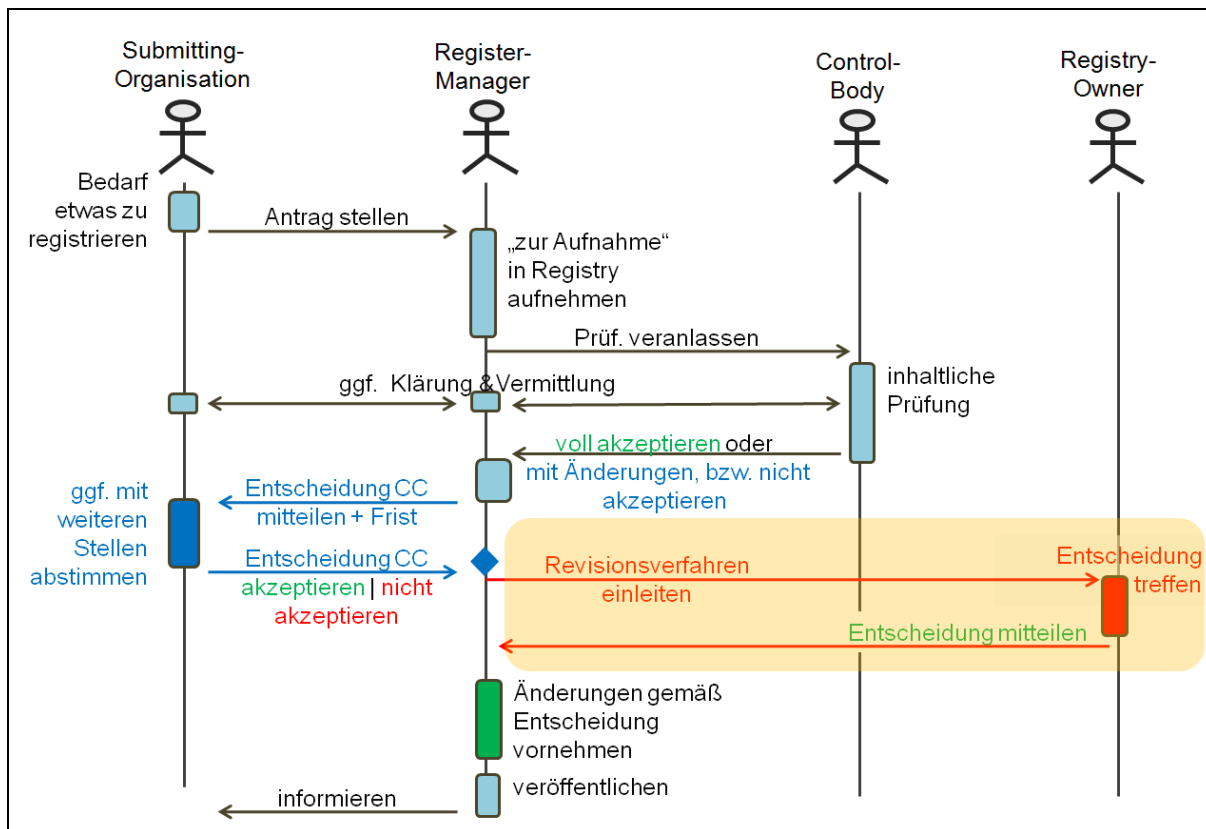 Submitting-
Organisation
Register-
Manager
Control-
Body
Registry-
Owner
Bedarf
etwas zu
registrieren
Antrag stellen
„zur Aufnahme“
in Registry
aufnehmen
Prüf. veranlassen
ggf. Klärung &Vermittlung
inhaltliche
Prüfung
voll akzeptieren oder
mit Änderungen, bzw. nicht
akzeptieren
Entscheidung CC
mitteilen + Frist
ggf. mit
weiteren
Stellen
abstimmen
Entscheidung CC
akzeptieren | nicht
akzeptieren
Revisionsverfahren
einleiten
Entscheidung
treffen
Entscheidung mitteilen
Änderungen gemäß
Entscheidung
vornehmen
veröffentlichen
informieren